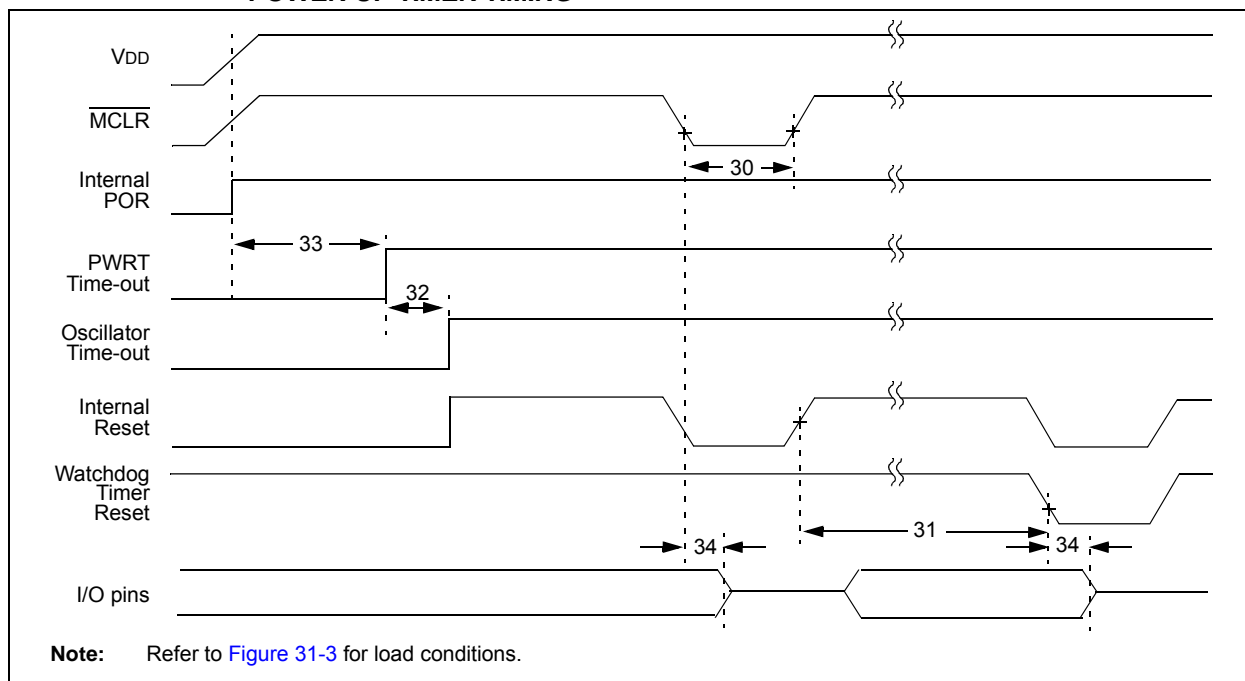 POWER-UP TIMER TIMING
VDD
MCLR
30
Internal
POR
33
PWRT
Time-out
32
Oscillator
Time-out
Internal
Reset
Watchdog
Timer
Reset
31
34
34
I/O pins
Note: Refer to Figure 31-3 for load conditions.